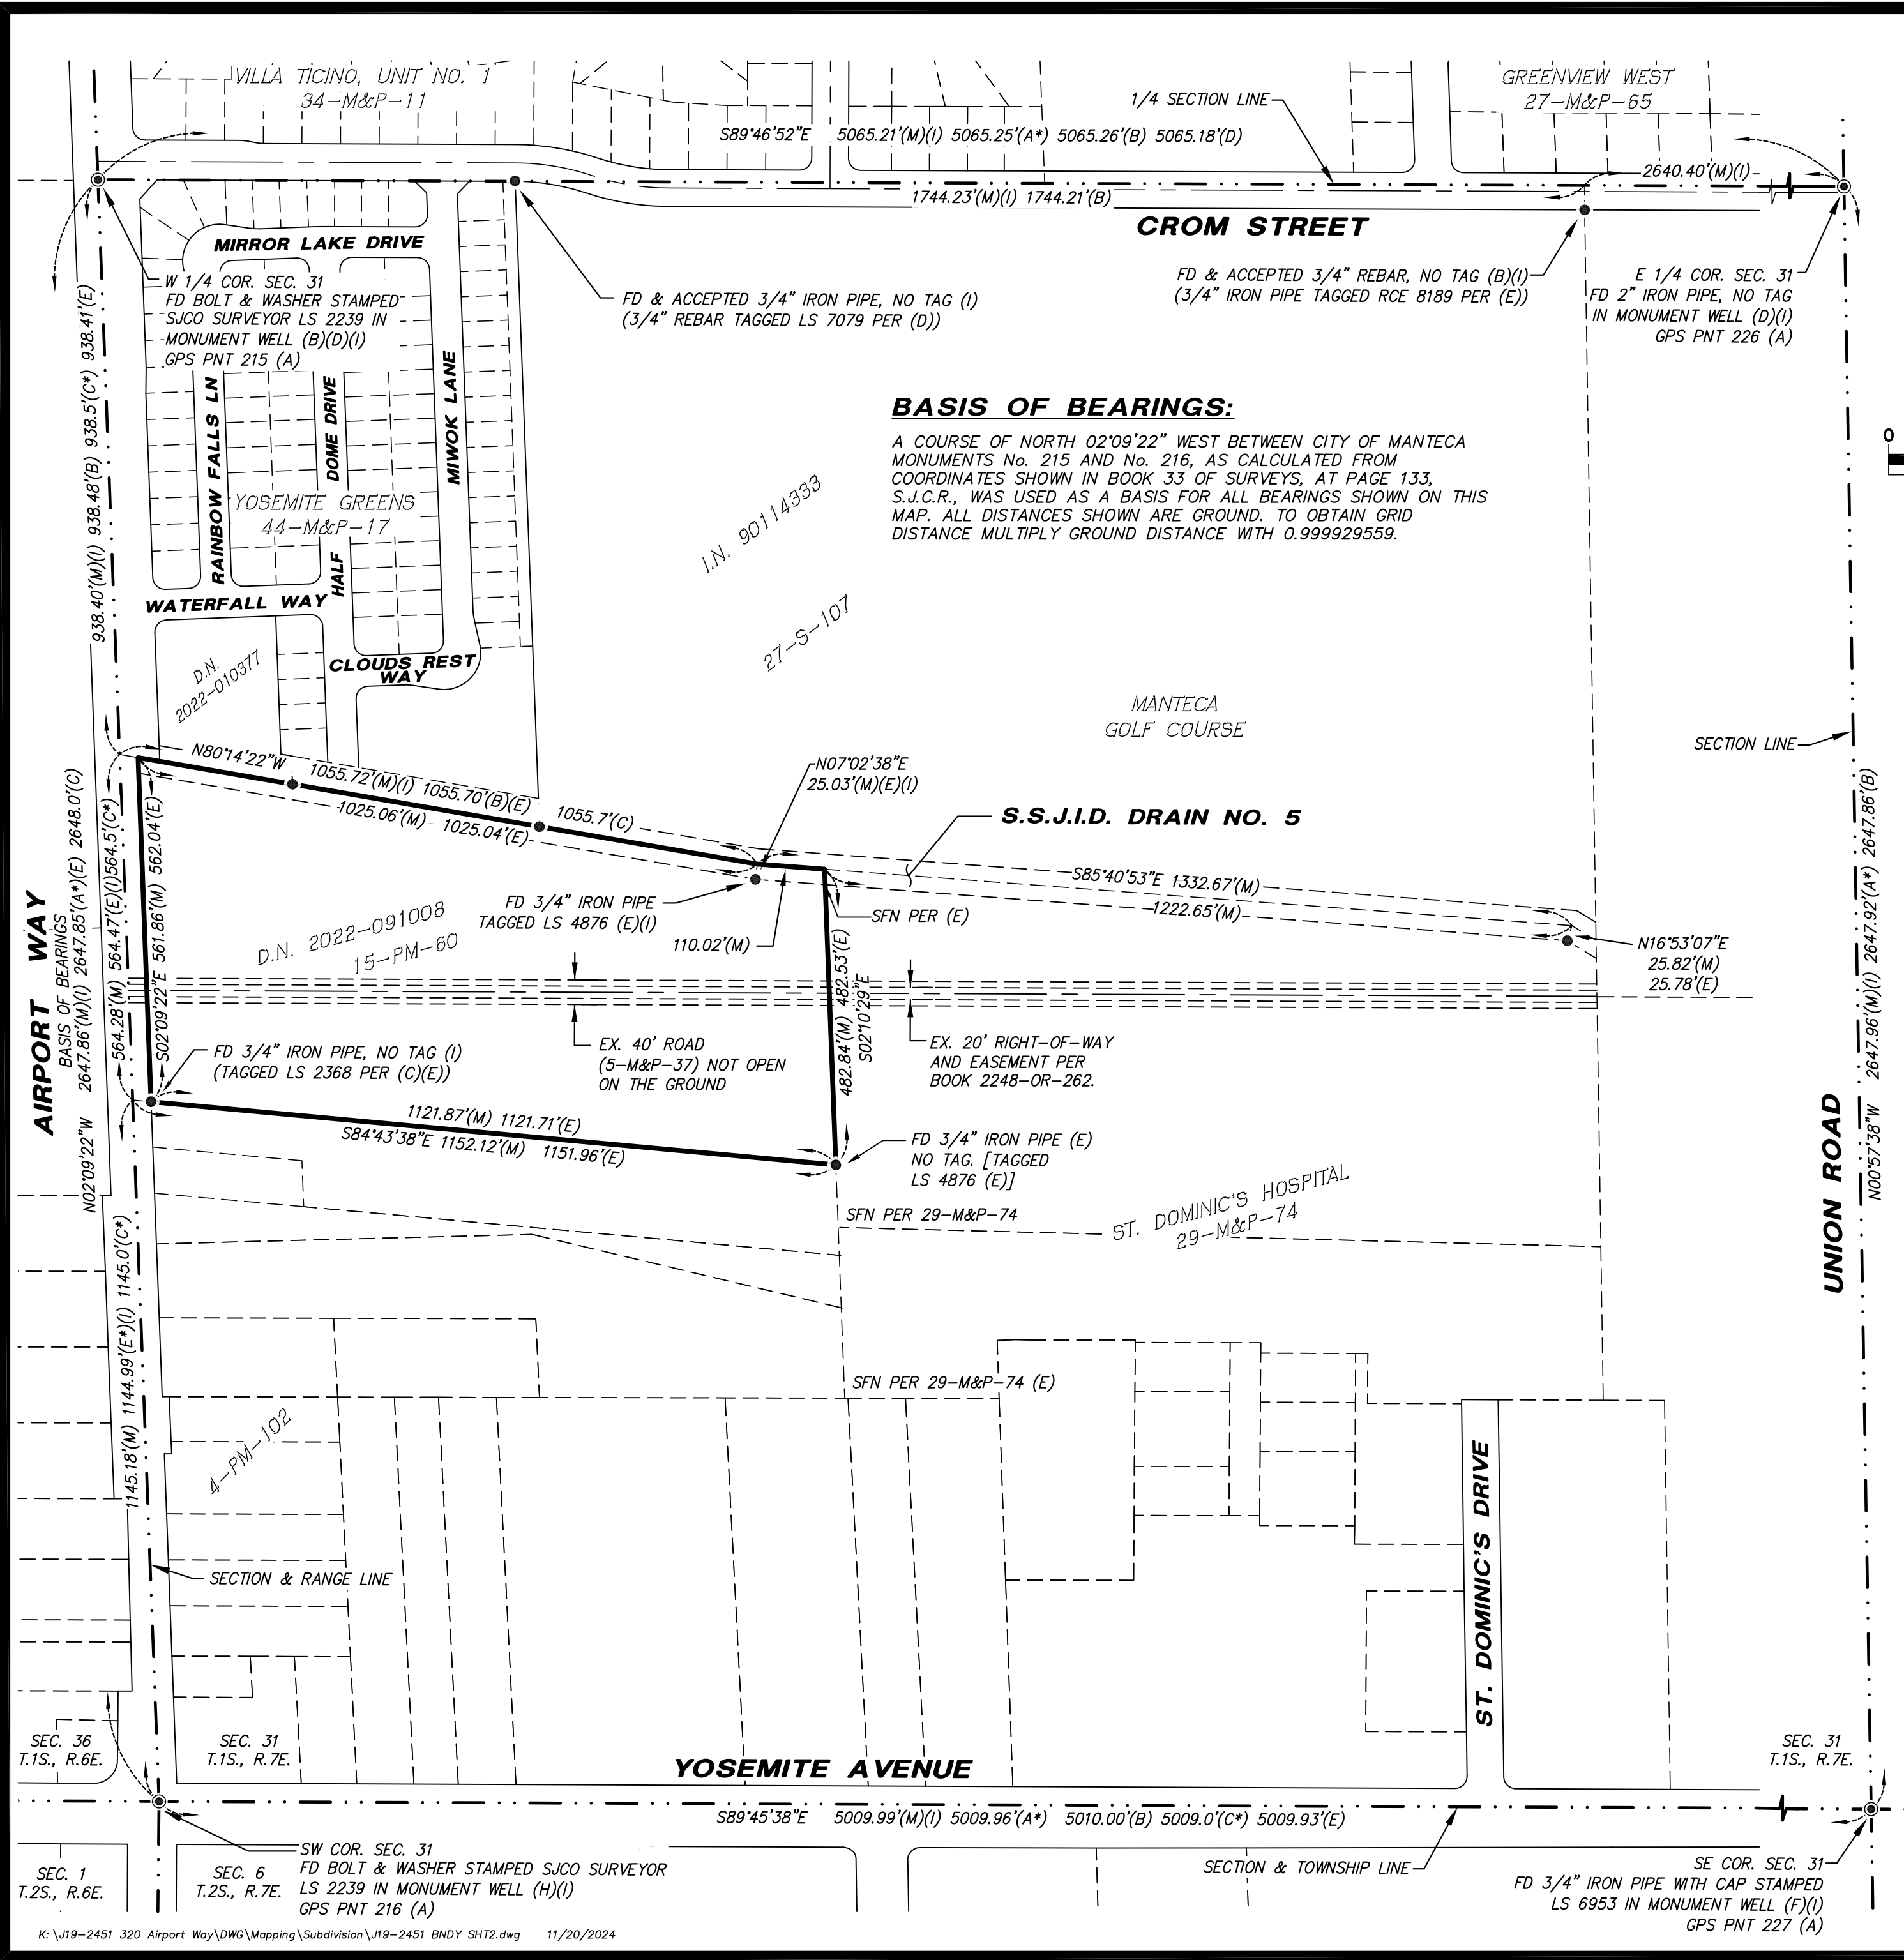 VILLA TICINO, UNIT NO. 1
34-M&P-11
GREENVIEW WEST
27-M&P-65
1/4 SECTION LINE
S89°46'52"E 5065.21'(M)(I) 5065.25'(A*) 5065.26'(B) 5065.18'(D)
2640.40'(M)(I)
1744.23'(M)(I) 1744.21'(B)
CROM STREET
MIRROR LAKE DRIVE
W 1/4 COR. SEC. 31
FD BOLT & WASHER STAMPED
SJCO SURVEYOR LS 2239 IN
MONUMENT WELL (B)(D)(I)
GPS PNT 215 (A)
FD & ACCEPTED 3/4" IRON PIPE, NO TAG (I)
(3/4" REBAR TAGGED LS 7079 PER (D))
FD & ACCEPTED 3/4" REBAR, NO TAG (B)(I)
(3/4" IRON PIPE TAGGED RCE 8189 PER (E))
E 1/4 COR. SEC. 31
FD 2" IRON PIPE, NO TAG
IN MONUMENT WELL (D)(I)
GPS PNT 226 (A)
938.40'(M)(I) 938.48'(B) 938.5'(C*) 938.41'(E)
RAINBOW FALLS LN
HALF DOME DRIVE
MIWOK LANE
YOSEMITE GREENS
44-M&P-17
BASIS OF BEARINGS:
A COURSE OF NORTH 02°09'22" WEST BETWEEN CITY OF MANTECA
MONUMENTS No. 215 AND No. 216, AS CALCULATED FROM
COORDINATES SHOWN IN BOOK 33 OF SURVEYS, AT PAGE 133,
S.J.C.R., WAS USED AS A BASIS FOR ALL BEARINGS SHOWN ON THIS
MAP. ALL DISTANCES SHOWN ARE GROUND. TO OBTAIN GRID
DISTANCE MULTIPLY GROUND DISTANCE WITH 0.999929559.
0
I.N. 90114333
27-S-107
WATERFALL WAY
CLOUDS REST
WAY
D.N.
2022-010377
MANTECA
GOLF COURSE
SECTION LINE
N80°14'22"W 1055.72'(M)(I) 1055.70'(B)(E) 1055.7'(C)
1025.06'(M) 1025.04'(E)
N07°02'38"E
25.03'(M)(E)(I)
S.S.J.I.D. DRAIN NO. 5
S85°40'53"E 1332.67'(M)
1222.65'(M)
FD 3/4" IRON PIPE
TAGGED LS 4876 (E)(I)
110.02'(M)
SFN PER (E)
N16°53'07"E
25.82'(M)
25.78'(E)
AIRPORT WAY
BASIS OF BEARINGS
N02°09'22"W 2647.86'(M)(I) 2647.85'(A*)(E) 2648.0'(C)
564.28'(M) 564.47'(E)(I) 564.5'(C*)
S02°09'22"E 561.86'(M) 562.04'(E)
D.N. 2022-091008
15-PM-60
482.84'(M) 482.53'(E)
S02°10'29"E
EX. 40' ROAD
(5-M&P-37) NOT OPEN
ON THE GROUND
EX. 20' RIGHT-OF-WAY
AND EASEMENT PER
BOOK 2248-OR-262.
FD 3/4" IRON PIPE, NO TAG (I)
(TAGGED LS 2368 PER (C)(E))
1121.87'(M) 1121.71'(E)
S84°43'38"E 1152.12'(M) 1151.96'(E)
FD 3/4" IRON PIPE (E)
NO TAG. [TAGGED
LS 4876 (E)]
SFN PER 29-M&P-74
ST. DOMINIC'S HOSPITAL
29-M&P-74
UNION ROAD
N00°57'38"W 2647.96'(M)(I) 2647.92'(A*) 2647.86'(B)
1145.18'(M) 1144.99'(E*)(I) 1145.0'(C*)
SFN PER 29-M&P-74 (E)
4-PM-102
SECTION & RANGE LINE
ST. DOMINIC'S DRIVE
SEC. 36
T.1S., R.6E.
SEC. 31
T.1S., R.7E.
SEC. 31
T.1S., R.7E.
YOSEMITE AVENUE
S89°45'38"E 5009.99'(M)(I) 5009.96'(A*) 5010.00'(B) 5009.0'(C*) 5009.93'(E)
SECTION & TOWNSHIP LINE
SEC. 1
T.2S., R.6E.
SEC. 6
T.2S., R.7E.
SW COR. SEC. 31
FD BOLT & WASHER STAMPED SJCO SURVEYOR
LS 2239 IN MONUMENT WELL (H)(I)
GPS PNT 216 (A)
SE COR. SEC. 31
FD 3/4" IRON PIPE WITH CAP STAMPED
LS 6953 IN MONUMENT WELL (F)(I)
GPS PNT 227 (A)
K:\J19-2451 320 Airport Way\DWG\Mapping\Subdivision\J19-2451 BNDY SHT2.dwg 11/20/2024